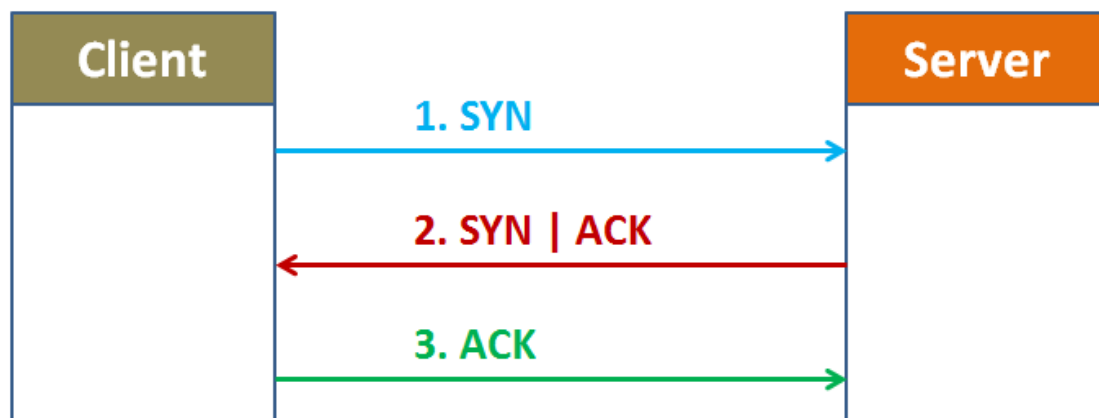 Client
Server
1. SYN
2. SYN | ACK
3. ACK